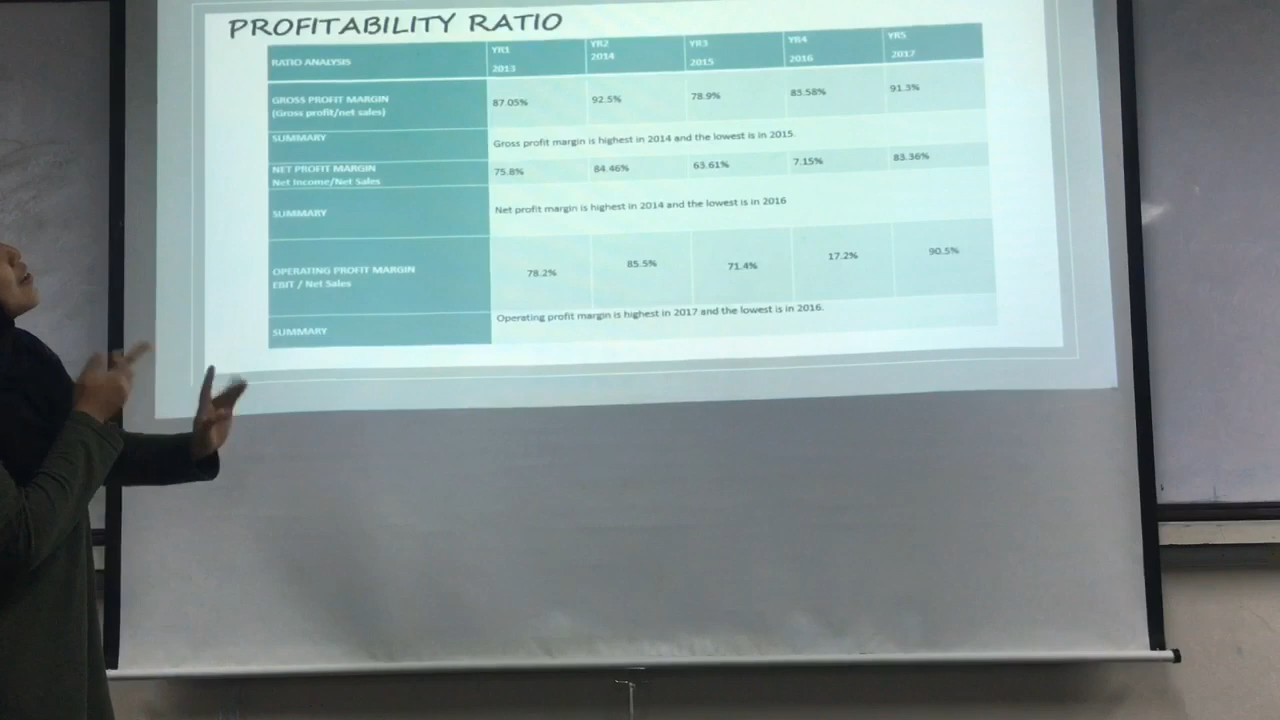 PROFITABILITY RATIO
RATIO ANALYSIS
YR1
2013
YR2
2014
YR3
2015
YR4
2016
YR5
2017
GROSS PROFIT MARGIN
(Gross profit/net sales)
87.05%
92.5%
78.9%
83.58%
91.3%
SUMMARY
Gross profit margin is highest in 2014 and the lowest is in 2015.
NET PROFIT MARGIN
Net Income/Net Sales
75.8%
84.46%
63.61%
7.15%
83.36%
SUMMARY
Net profit margin is highest in 2014 and the lowest is in 2016
OPERATING PROFIT MARGIN
EBIT / Net Sales
78.2%
85.5%
71.4%
17.2%
90.5%
SUMMARY
Operating profit margin is highest in 2017 and the lowest is in 2016.